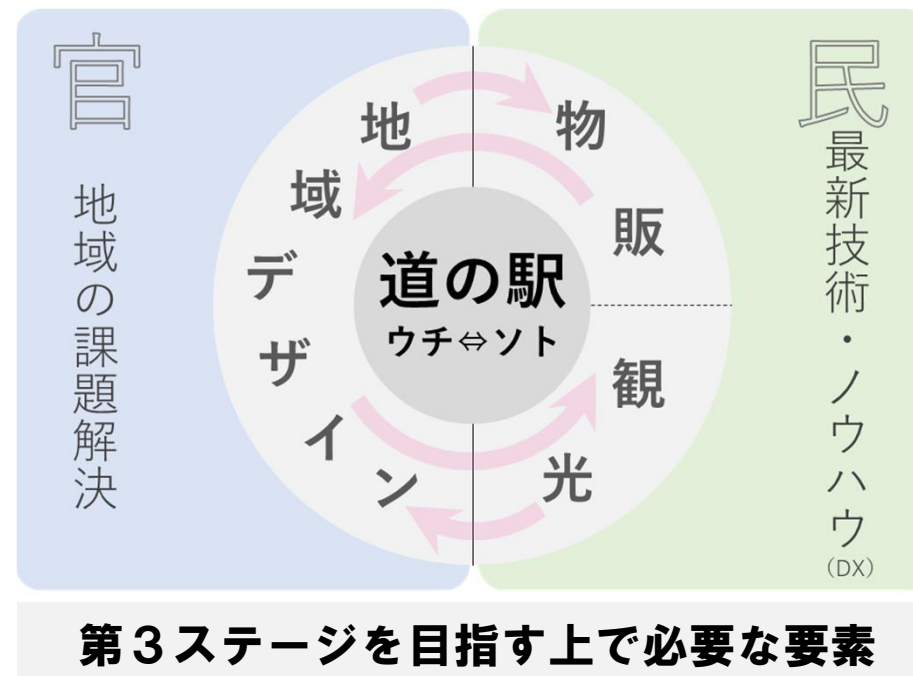 官
地域の課題解決
地域デザイン
物販
観光
道の駅
ウチ⇔ソト
民
最新技術・ノウハウ
(DX)
第3ステージを目指す上で必要な要素